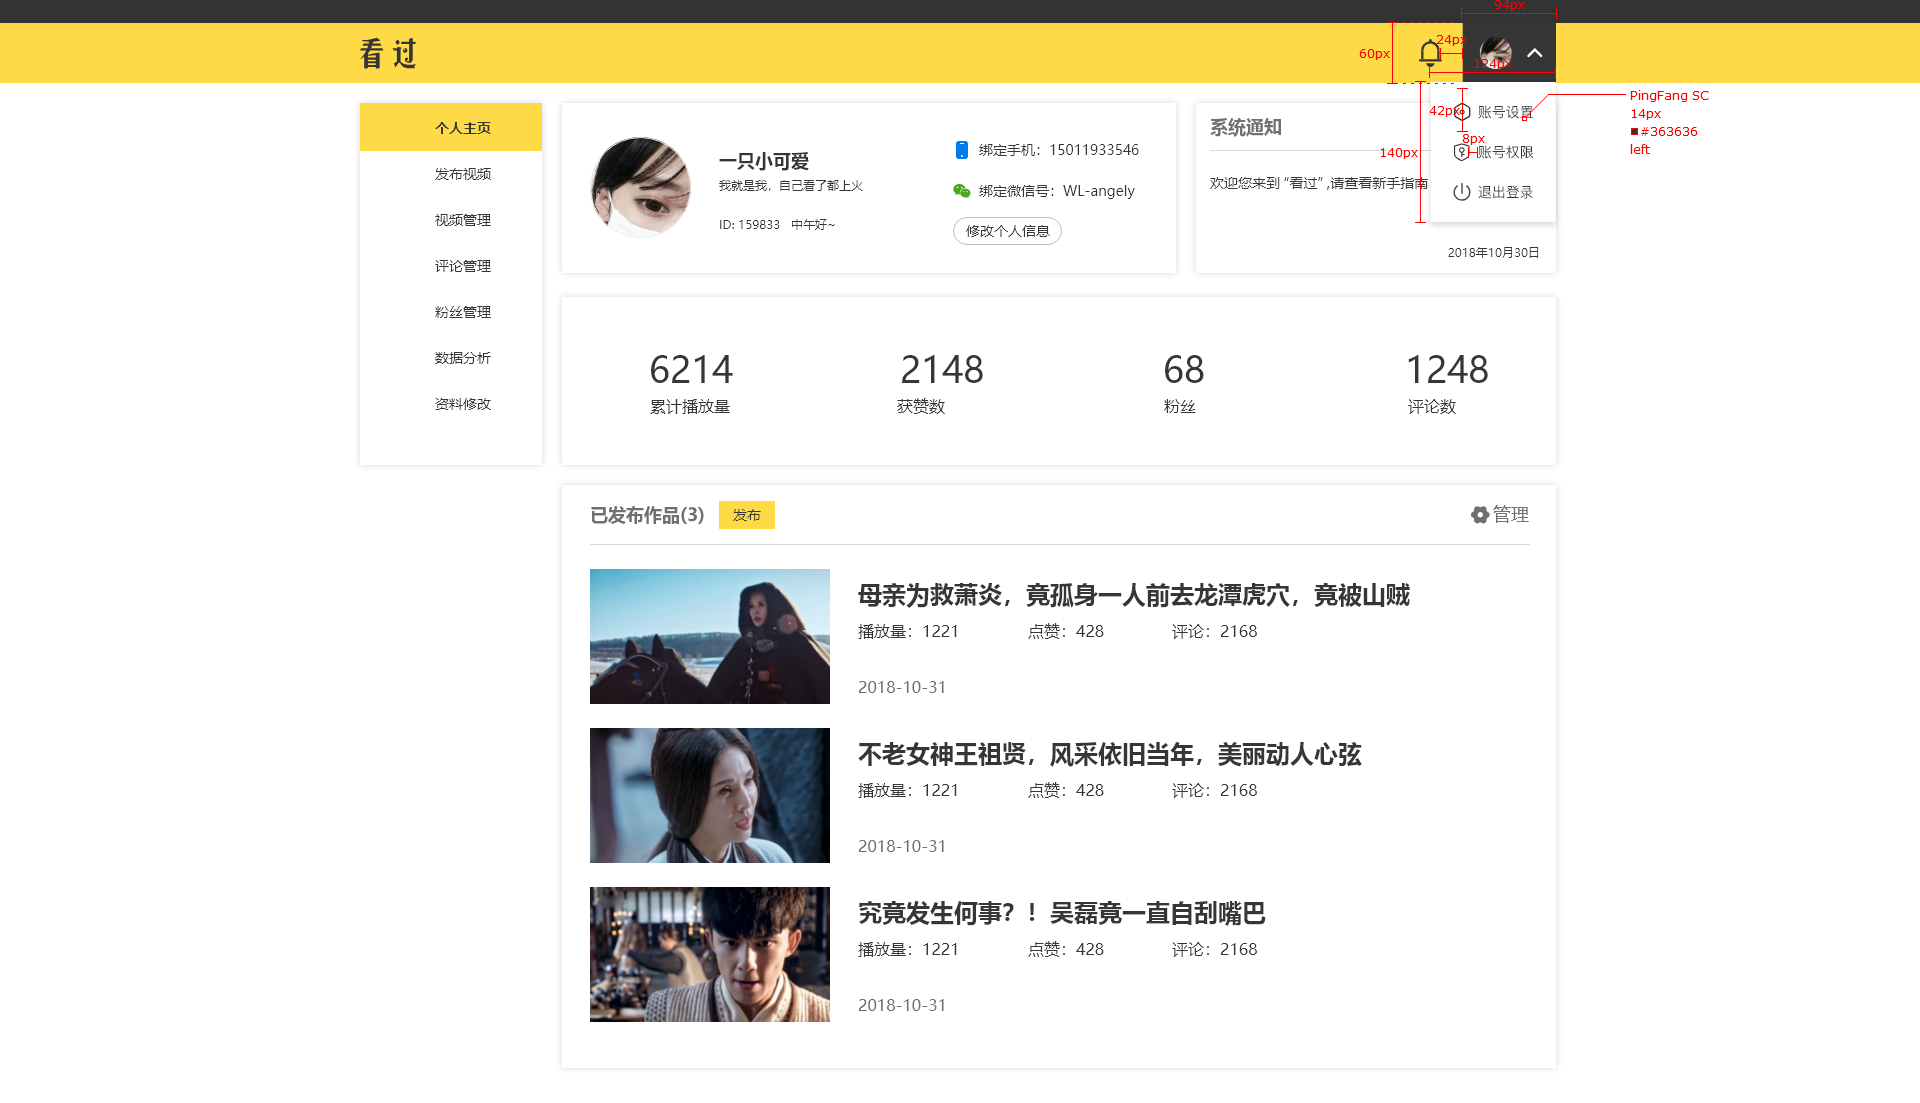 94px
看过
60px
24px
124px
个人主页
发布视频
视频管理
评论管理
粉丝管理
数据分析
资料修改
一只小可爱
我就是我，自己看了都上火
ID: 159833 中午好~
绑定手机：15011933546
绑定微信号：WL-angely
修改个人信息
系统通知
欢迎您来到 “看过” ,请查看新手指南
2018年10月30日
42px
账号设置
8px
140px
账号权限
退出登录
PingFang SC
14px
#363636
left
6214
累计播放量
2148
获赞数
68
粉丝
1248
评论数
已发布作品(3)
发布
管理
母亲为救萧炎，竟孤身一人前去龙潭虎穴，竟被山贼
播放量：1221 点赞：428 评论：2168
2018-10-31
不老女神王祖贤，风采依旧当年，美丽动人心弦
播放量：1221 点赞：428 评论：2168
2018-10-31
究竟发生何事？！吴磊竟一直自刮嘴巴
播放量：1221 点赞：428 评论：2168
2018-10-31